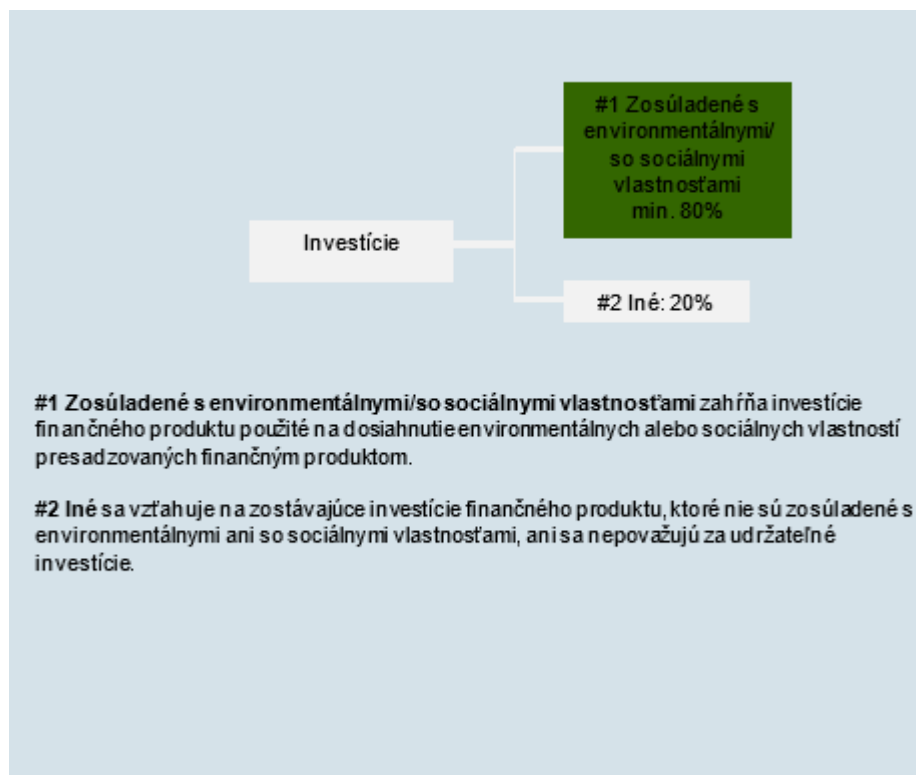 #1 Zosúladené s
environmentálnymi/
so sociálnymi
vlastnosťami
min. 80%
Investície
#2 Iné: 20%
#1 Zosúladené s environmentálnymi/so sociálnymi vlastnosťami zahŕňa investície
finančného produktu použité na dosiahnutie environmentálnych alebo sociálnych vlastností
presadzovaných finančným produktom.
#2 Iné sa vzťahuje na zostávajúce investície finančného produktu, ktoré nie sú zosúladené s
environmentálnymi ani so sociálnymi vlastnosťami, ani sa nepovažujú za udržateľné
investície.